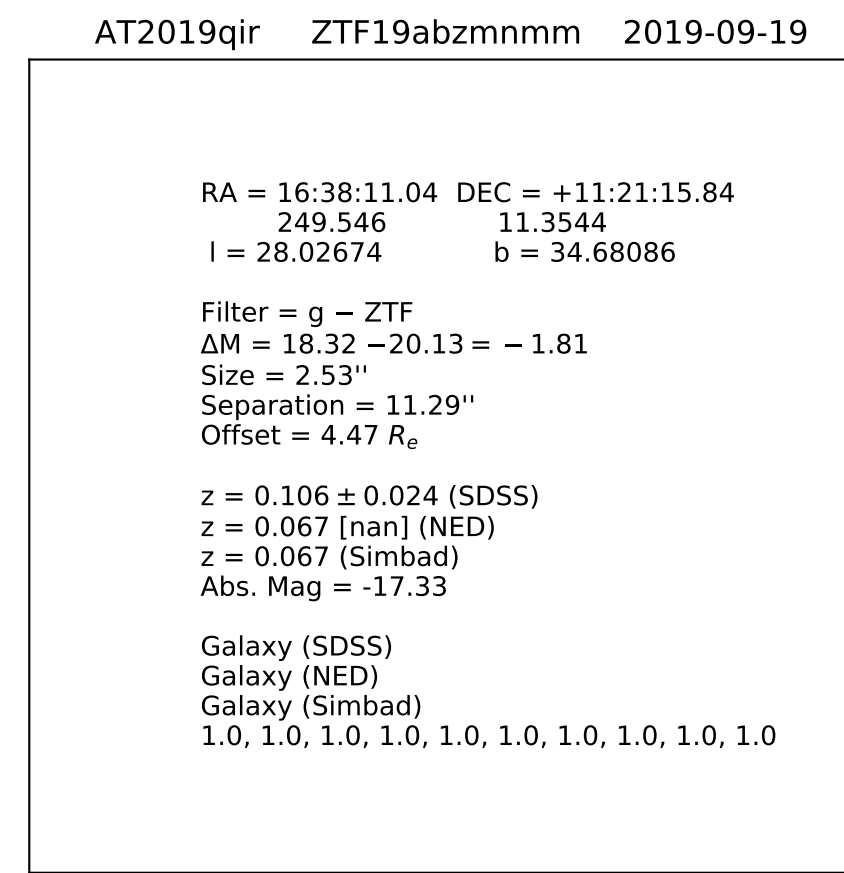 AT2019qir ZTF19abzmnmm 2019-09-19
RA = 16:38:11.04 DEC = +11:21:15.84
249.546 11.3544
l = 28.02674 b = 34.68086
Filter = g − ZTF
ΔM = 18.32 −20.13 = − 1.81
Size = 2.53''
Separation = 11.29''
Offset = 4.47 Rₑ
z = 0.106 ± 0.024 (SDSS)
z = 0.067 [nan] (NED)
z = 0.067 (Simbad)
Abs. Mag = -17.33
Galaxy (SDSS)
Galaxy (NED)
Galaxy (Simbad)
1.0, 1.0, 1.0, 1.0, 1.0, 1.0, 1.0, 1.0, 1.0, 1.0